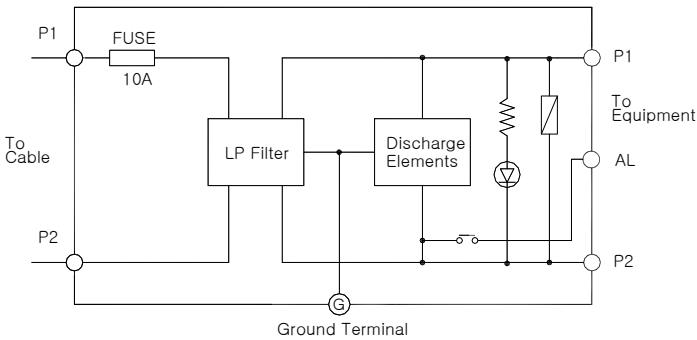 P1
FUSE
10A
P1
To
Equipment
LP Filter
Discharge
Elements
To
Cable
AL
P2
P2
G
Ground Terminal